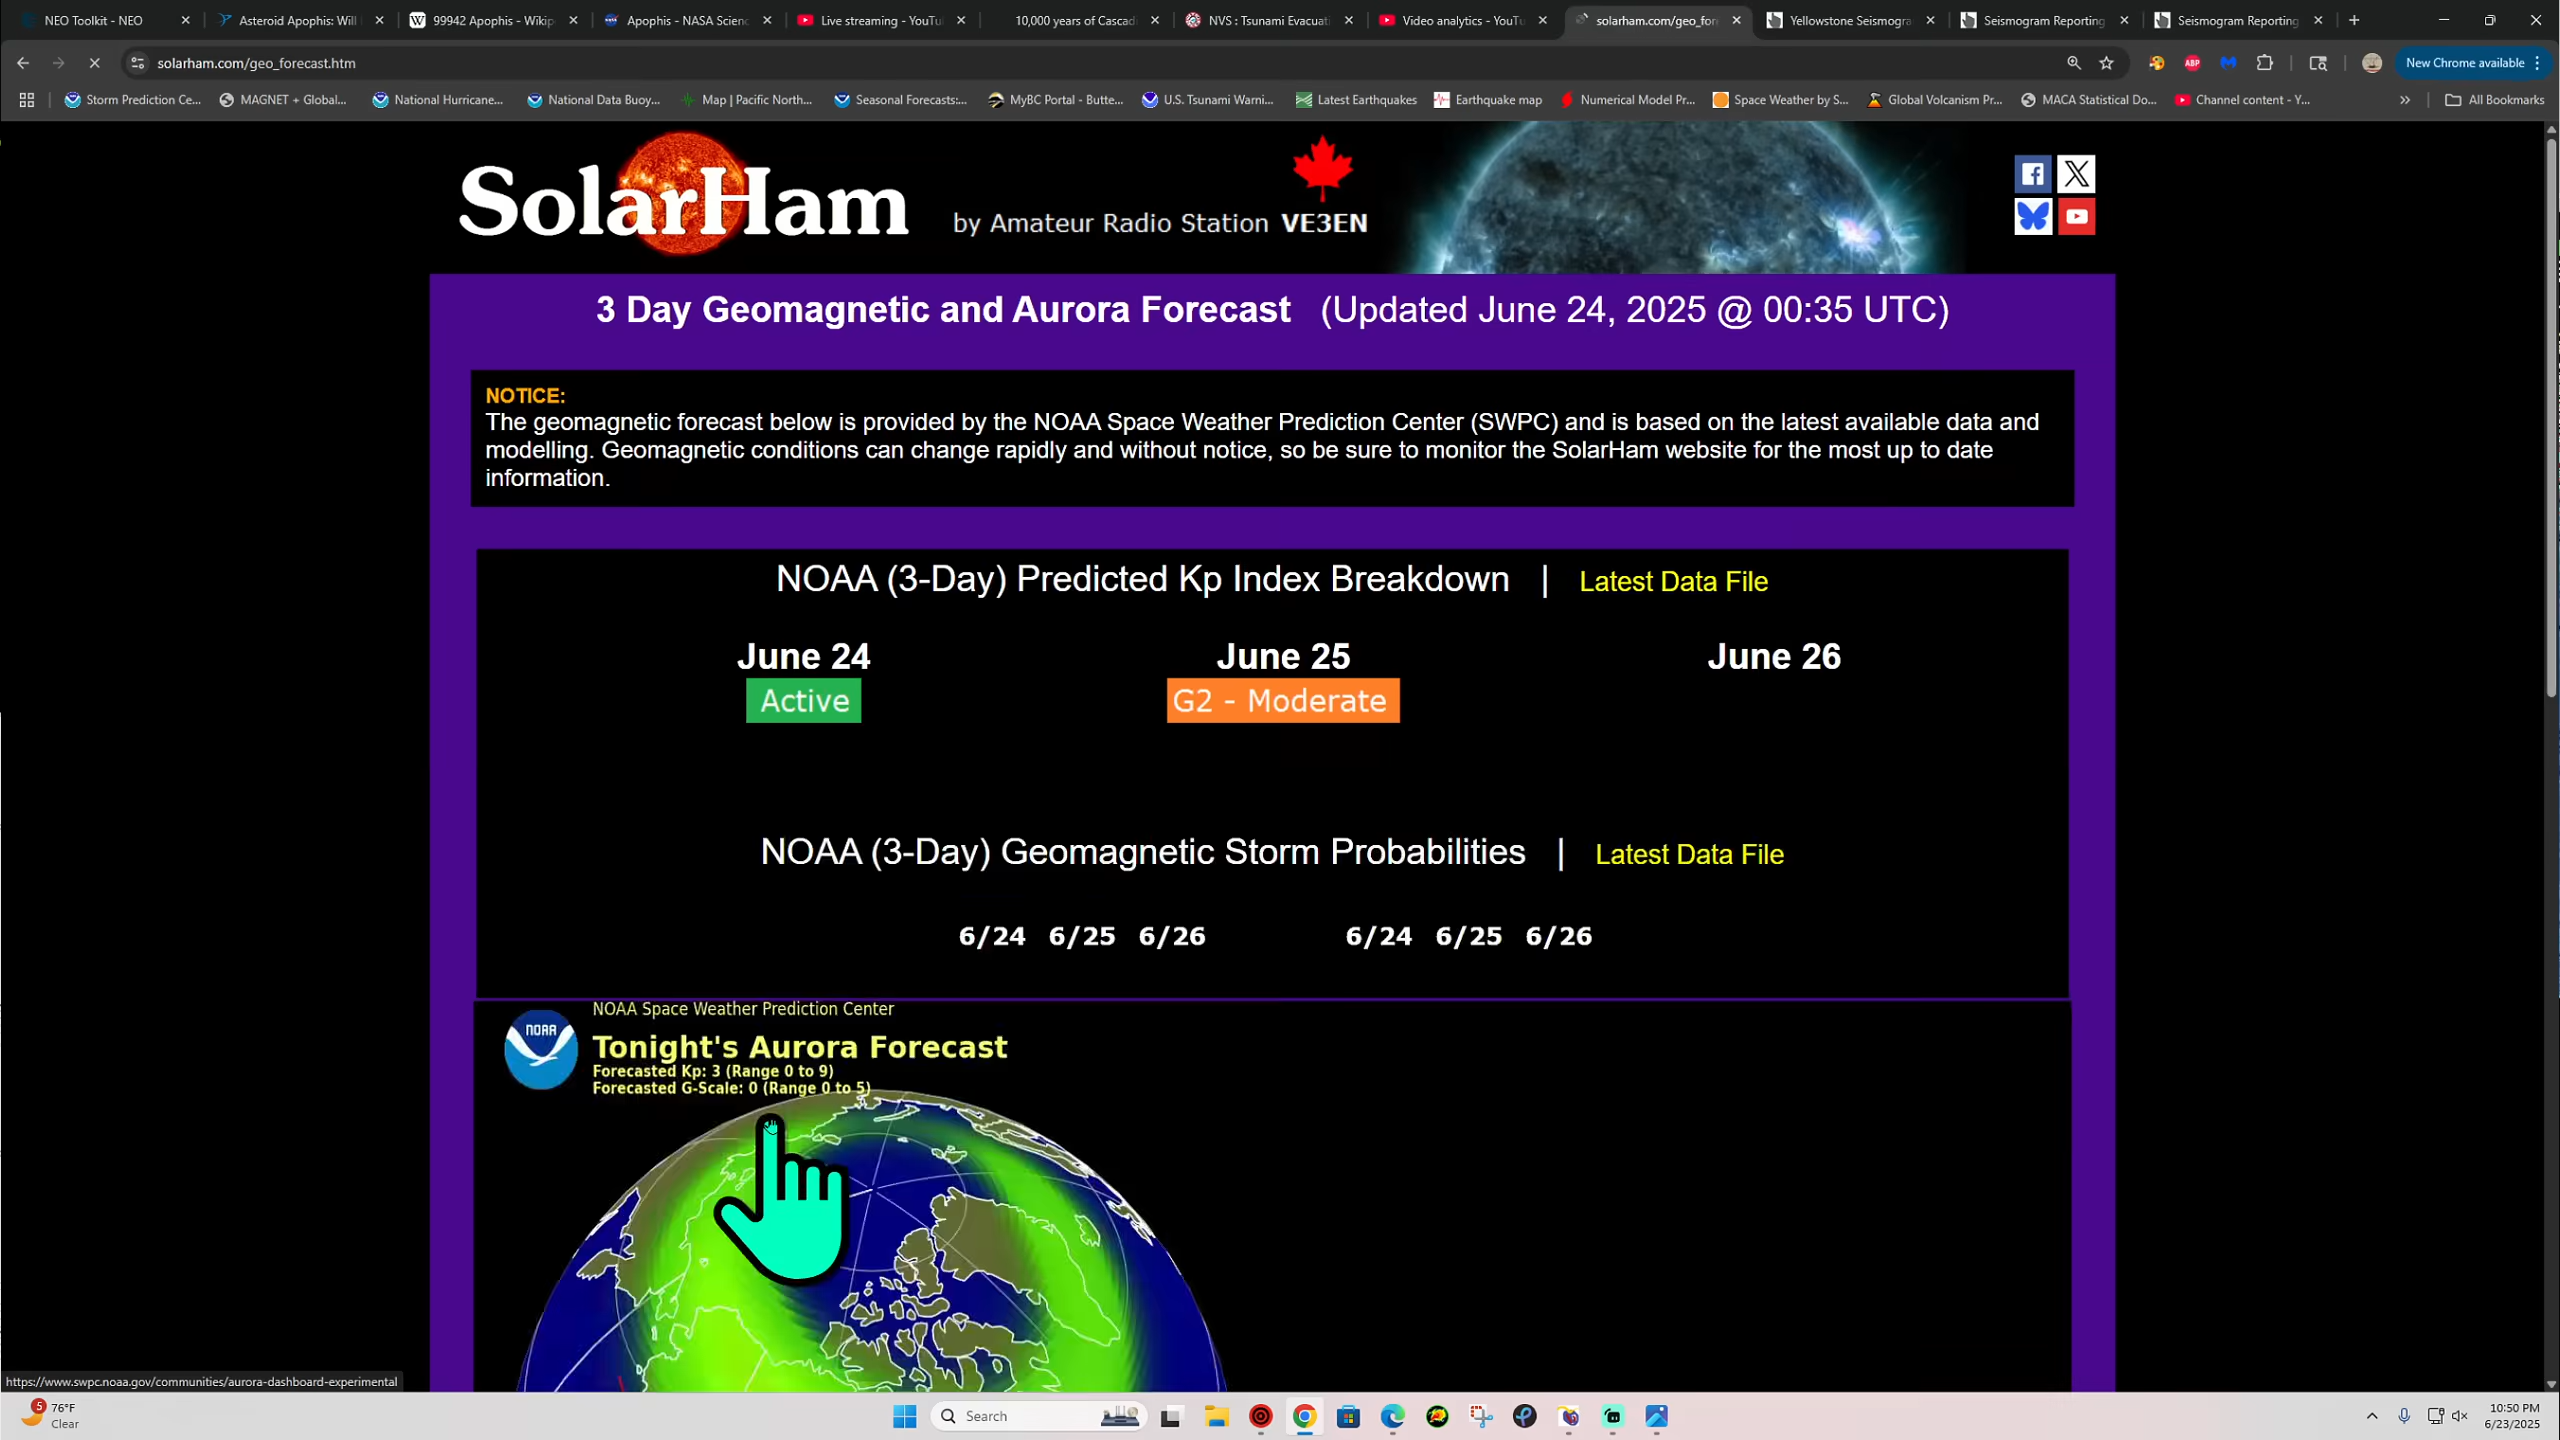 NEO Toolkit - NEO
Asteroid Apophis: Will
99942 Apophis - Wikip
Apophis - NASA Scienc
Live streaming - YouTu
10,000 years of Cascad
NVS : Tsunami Evacuati
Video analytics - YouTu
solarham.com/geo_for
Yellowstone Seismogra
Seismogram Reporting
Seismogram Reporting
solarham.com/geo_forecast.htm
ABP
New Chrome available
Storm Prediction Ce...
MAGNET + Global...
National Hurricane...
National Data Buoy...
Map | Pacific North...
Seasonal Forecasts:...
MyBC Portal - Butte...
U.S. Tsunami Warni...
Latest Earthquakes
Earthquake map
Numerical Model Pr...
Space Weather by S...
Global Volcanism Pr...
MACA Statistical Do...
Channel content - Y...
All Bookmarks
SolarHam
by Amateur Radio Station VE3EN
3 Day Geomagnetic and Aurora Forecast (Updated June 24, 2025 @ 00:35 UTC)
NOTICE:
The geomagnetic forecast below is provided by the NOAA Space Weather Prediction Center (SWPC) and is based on the latest available data and
modelling. Geomagnetic conditions can change rapidly and without notice, so be sure to monitor the SolarHam website for the most up to date
information.
NOAA (3-Day) Predicted Kp Index Breakdown | Latest Data File
June 24 June 25 June 26
Active G2 - Moderate
NOAA (3-Day) Geomagnetic Storm Probabilities | Latest Data File
6/24 6/25 6/26 6/24 6/25 6/26
NOAA Space Weather Prediction Center
NOAA
Tonight's Aurora Forecast
Forecasted Kp: 3 (Range 0 to 9)
Forecasted G-Scale: 0 (Range 0 to 5)
https://www.swpc.noaa.gov/communities/aurora-dashboard-experimental
5
76°F
Clear
Search
10:50 PM
6/23/2025